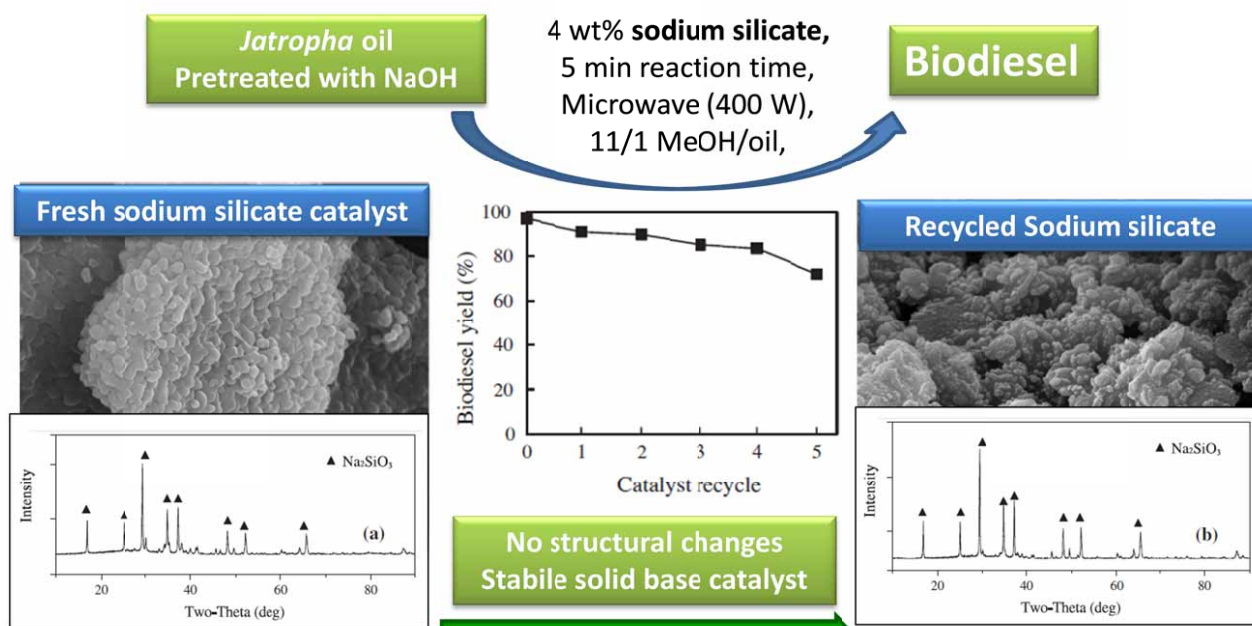 Jatropha oil
Pretreated with NaOH
4 wt% sodium silicate,
5 min reaction time,
Microwave (400 W),
11/1 MeOH/oil,
Biodiesel
Fresh sodium silicate catalyst
▲ Na₂SiO₃
(a)
Intensity
20
40
60
80
Two-Theta (deg)
Biodiesel yield (%)
100
80
60
40
20
0
0
1
2
3
4
5
Catalyst recycle
No structural changes
Stabile solid base catalyst
Recycled Sodium silicate
▲ Na₂SiO₃
(b)
Intensity
20
40
60
80
Two-Theta (deg)